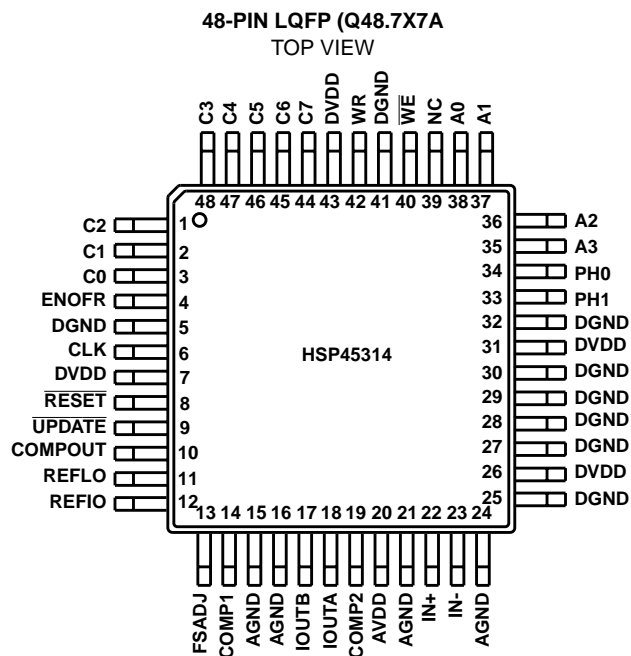 48-PIN LQFP (Q48.7X7A
TOP VIEW
C3 C4 C5 C6 C7 DVDD WR DGND WE NC A0 A1
48 47 46 45 44 43 42 41 40 39 38 37
C2 1 36 A2
C1 2 35 A3
C0 3 34 PH0
ENOFR 4 33 PH1
DGND 5 32 DGND
CLK 6 31 DVDD
HSP45314
DVDD 7 30 DGND
RESET 8 29 DGND
UPDATE 9 28 DGND
COMPOUT 10 27 DGND
REFLO 11 26 DVDD
REFIO 12 25 DGND
13 14 15 16 17 18 19 20 21 22 23 24
FSADJ COMP1 AGND AGND IOUTB IOUTA COMP2 AVDD AGND IN+ IN- AGND